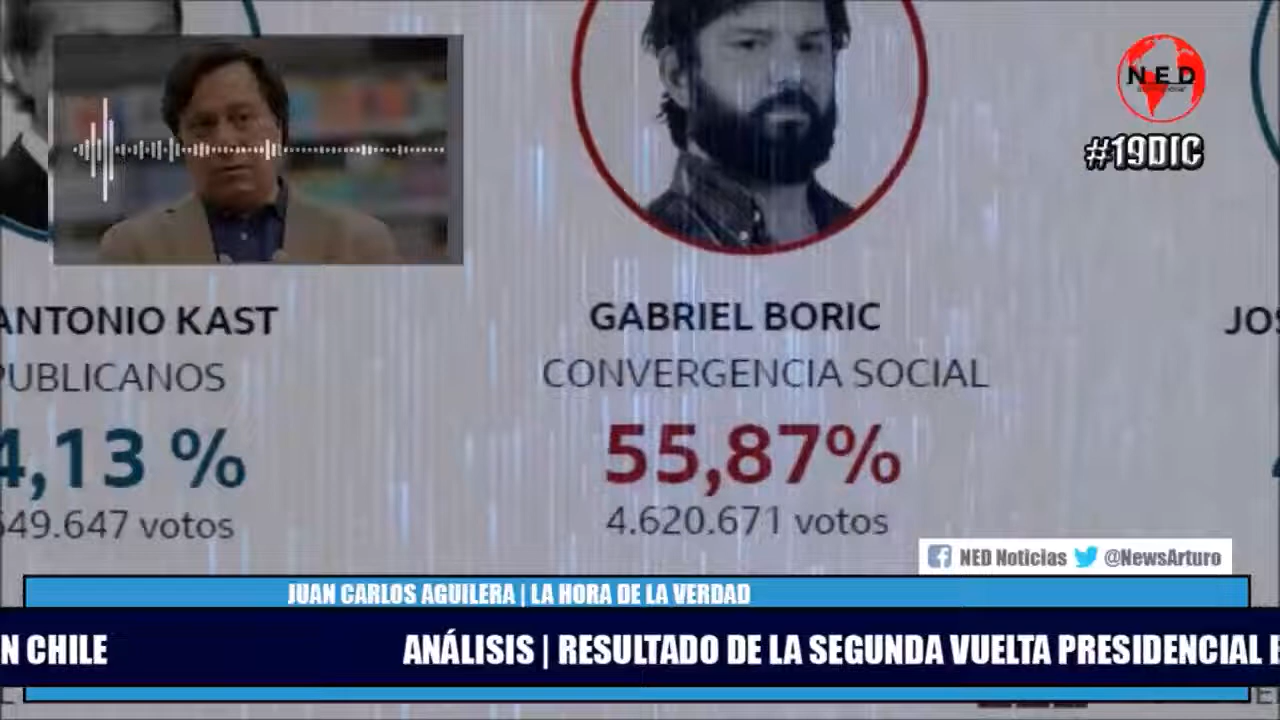 NED
#19DIC
ANTONIO KAST
GABRIEL BORIC
PUBLICANOS
CONVERGENCIA SOCIAL
4,13 %
55,87%
649.647 votos
4.620.671 votos
NED Noticias @NewsArturo
JUAN CARLOS AGUILERA | LA HORA DE LA VERDAD
N CHILE
ANÁLISIS | RESULTADO DE LA SEGUNDA VUELTA PRESIDENCIAL E